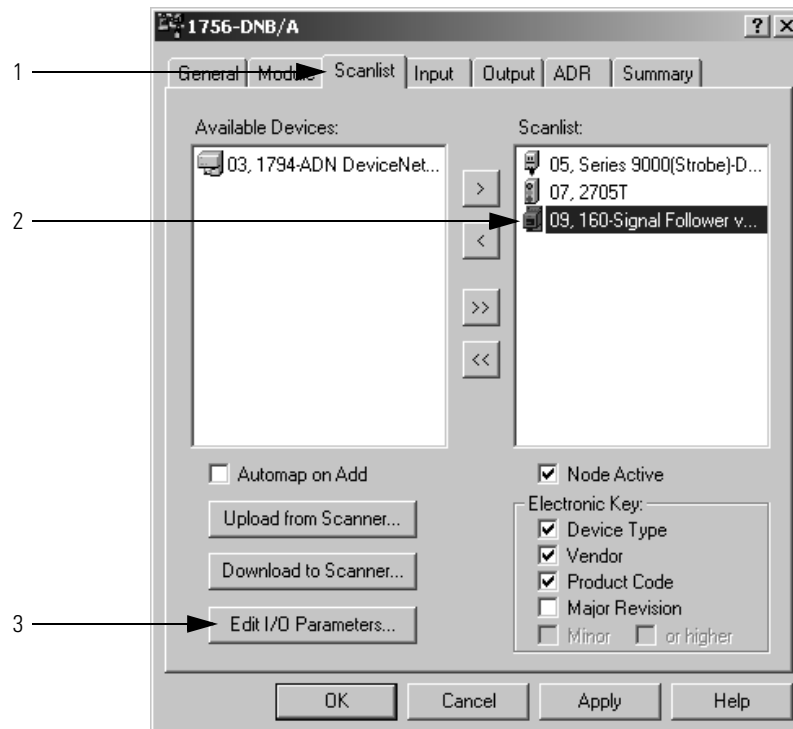 1756-DNB/A
? X
1
General Module Scanlist Input Output ADR Summary
Available Devices: Scanlist:
03, 1794-ADN DeviceNet... 05, Series 9000(Strobe)-D...
> 07, 2705T
2 09, 160-Signal Follower v...
<
>>
<<
Automap on Add Node Active
Upload from Scanner... Electronic Key:
Device Type
Vendor
Download to Scanner... Product Code
Major Revision
3 Edit I/O Parameters... Minor or higher
OK Cancel Apply Help